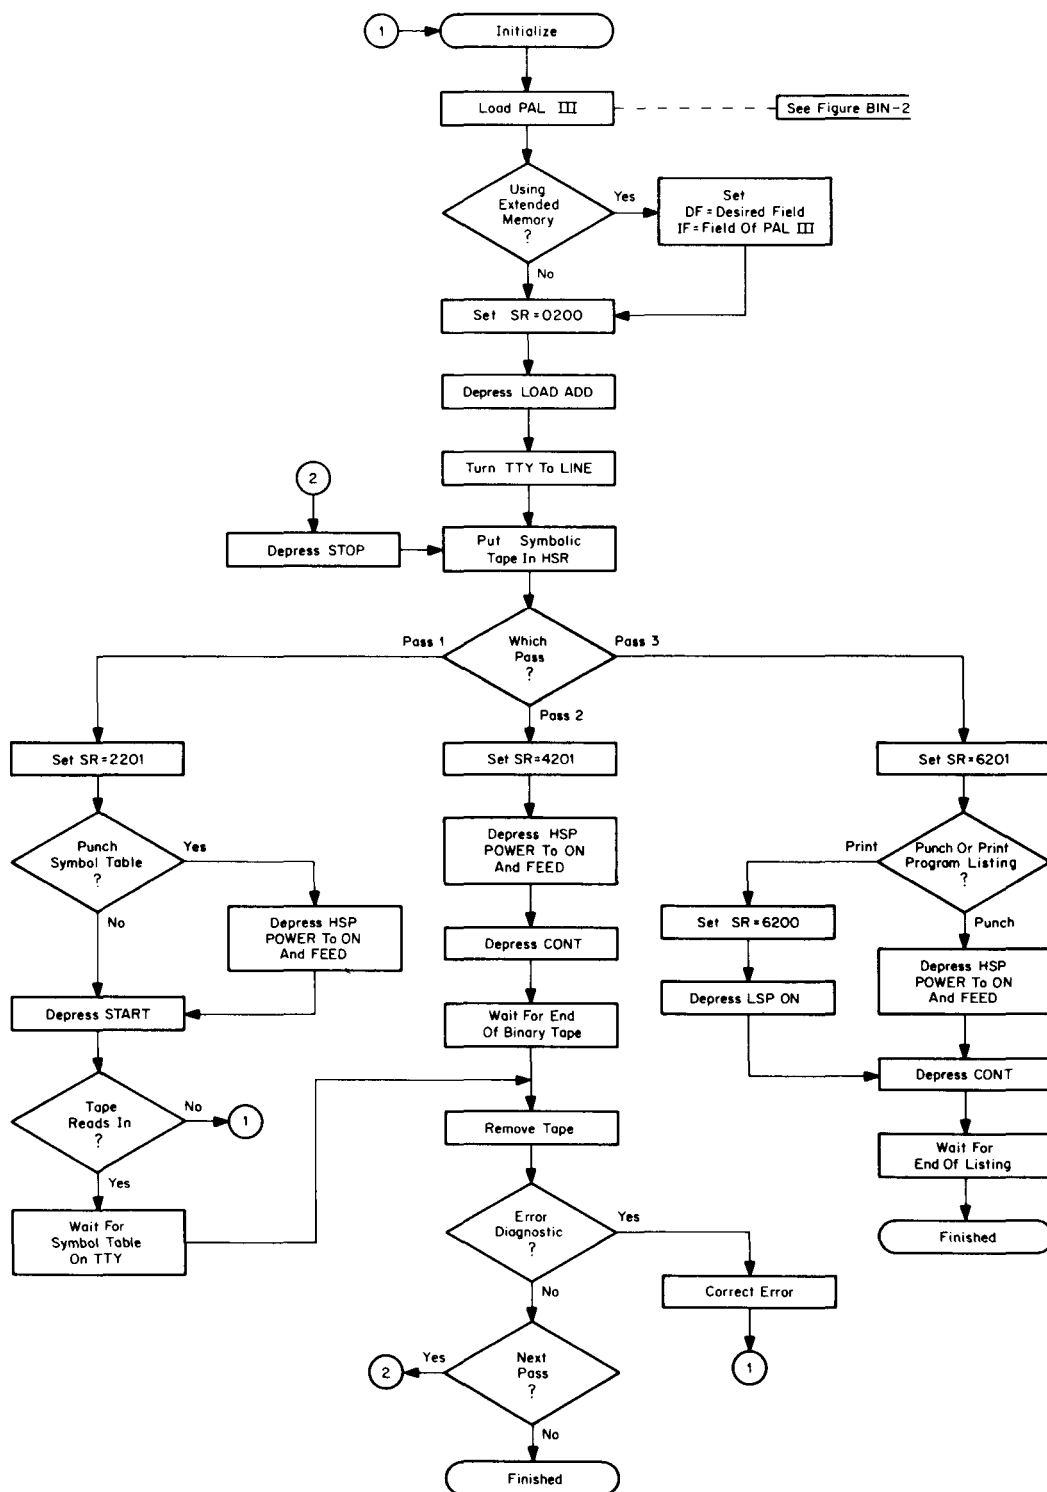 1
Initialize
Load PAL III
See Figure BIN-2
Using
Extended
Memory
?
Yes
Set
DF=Desired Field
IF=Field Of PAL III
No
Set SR=0200
Depress LOAD ADD
Turn TTY To LINE
2
Depress STOP
Put Symbolic
Tape In HSR
Which
Pass
?
Pass 1
Pass 3
Pass 2
Set SR=2201
Set SR=4201
Set SR=6201
Punch
Symbol Table
?
Yes
No
Depress HSP
POWER To ON
And FEED
Depress START
Tape
Reads In
?
No
1
Yes
Wait For
Symbol Table
On TTY
Depress HSP
POWER To ON
And FEED
Depress CONT
Wait For End
Of Binary Tape
Remove Tape
Error
Diagnostic
?
Yes
Correct Error
1
No
Next
Pass
?
Yes
2
No
Finished
Punch Or Print
Program Listing
?
Print
Set SR=6200
Depress LSP ON
Punch
Depress HSP
POWER To ON
And FEED
Depress CONT
Wait For
End Of Listing
Finished